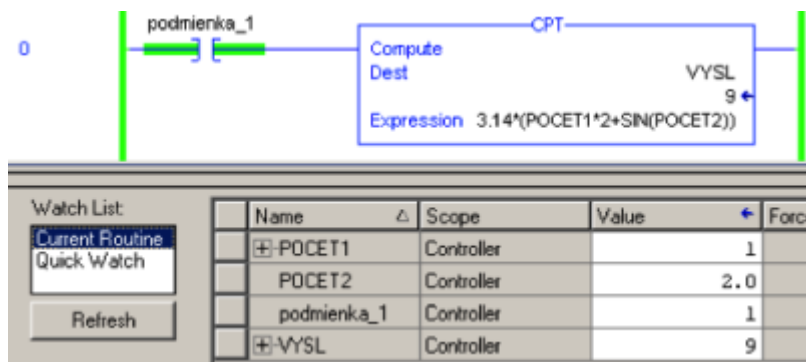 podmienka_1
CPT
0
Compute
Dest VYSL
9
Expression 3.14*(POCET1*2+SIN(POCET2))
Watch List:
Current Routine
Quick Watch
Refresh
Name Scope Value Forc
POCET1 Controller 1
POCET2 Controller 2.0
podmienka_1 Controller 1
VYSL Controller 9